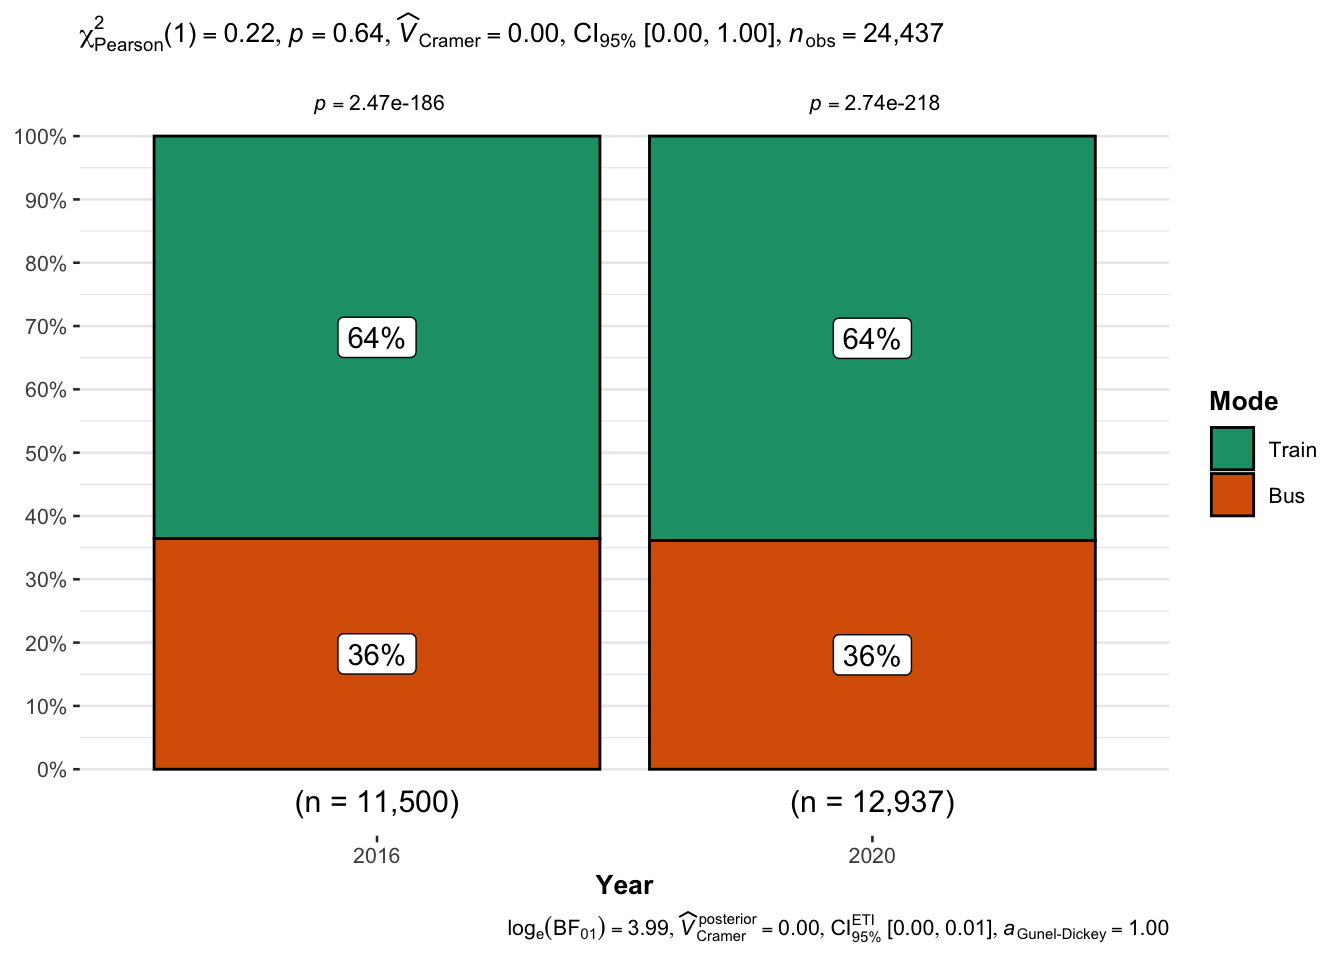 χ²Pearson(1) = 0.22, p = 0.64, V̂Cramer = 0.00, CI95% [0.00, 1.00], nobs = 24,437
p = 2.47e-186
p = 2.74e-218
100%
90%
80%
70%
60%
50%
40%
30%
20%
10%
0%
64%
64%
36%
36%
Mode
Train
Bus
(n = 11,500)
(n = 12,937)
2016
2020
Year
loge(BF01) = 3.99, V̂Cramer posterior = 0.00, CI95% ETI [0.00, 0.01], aGunel-Dickey = 1.00